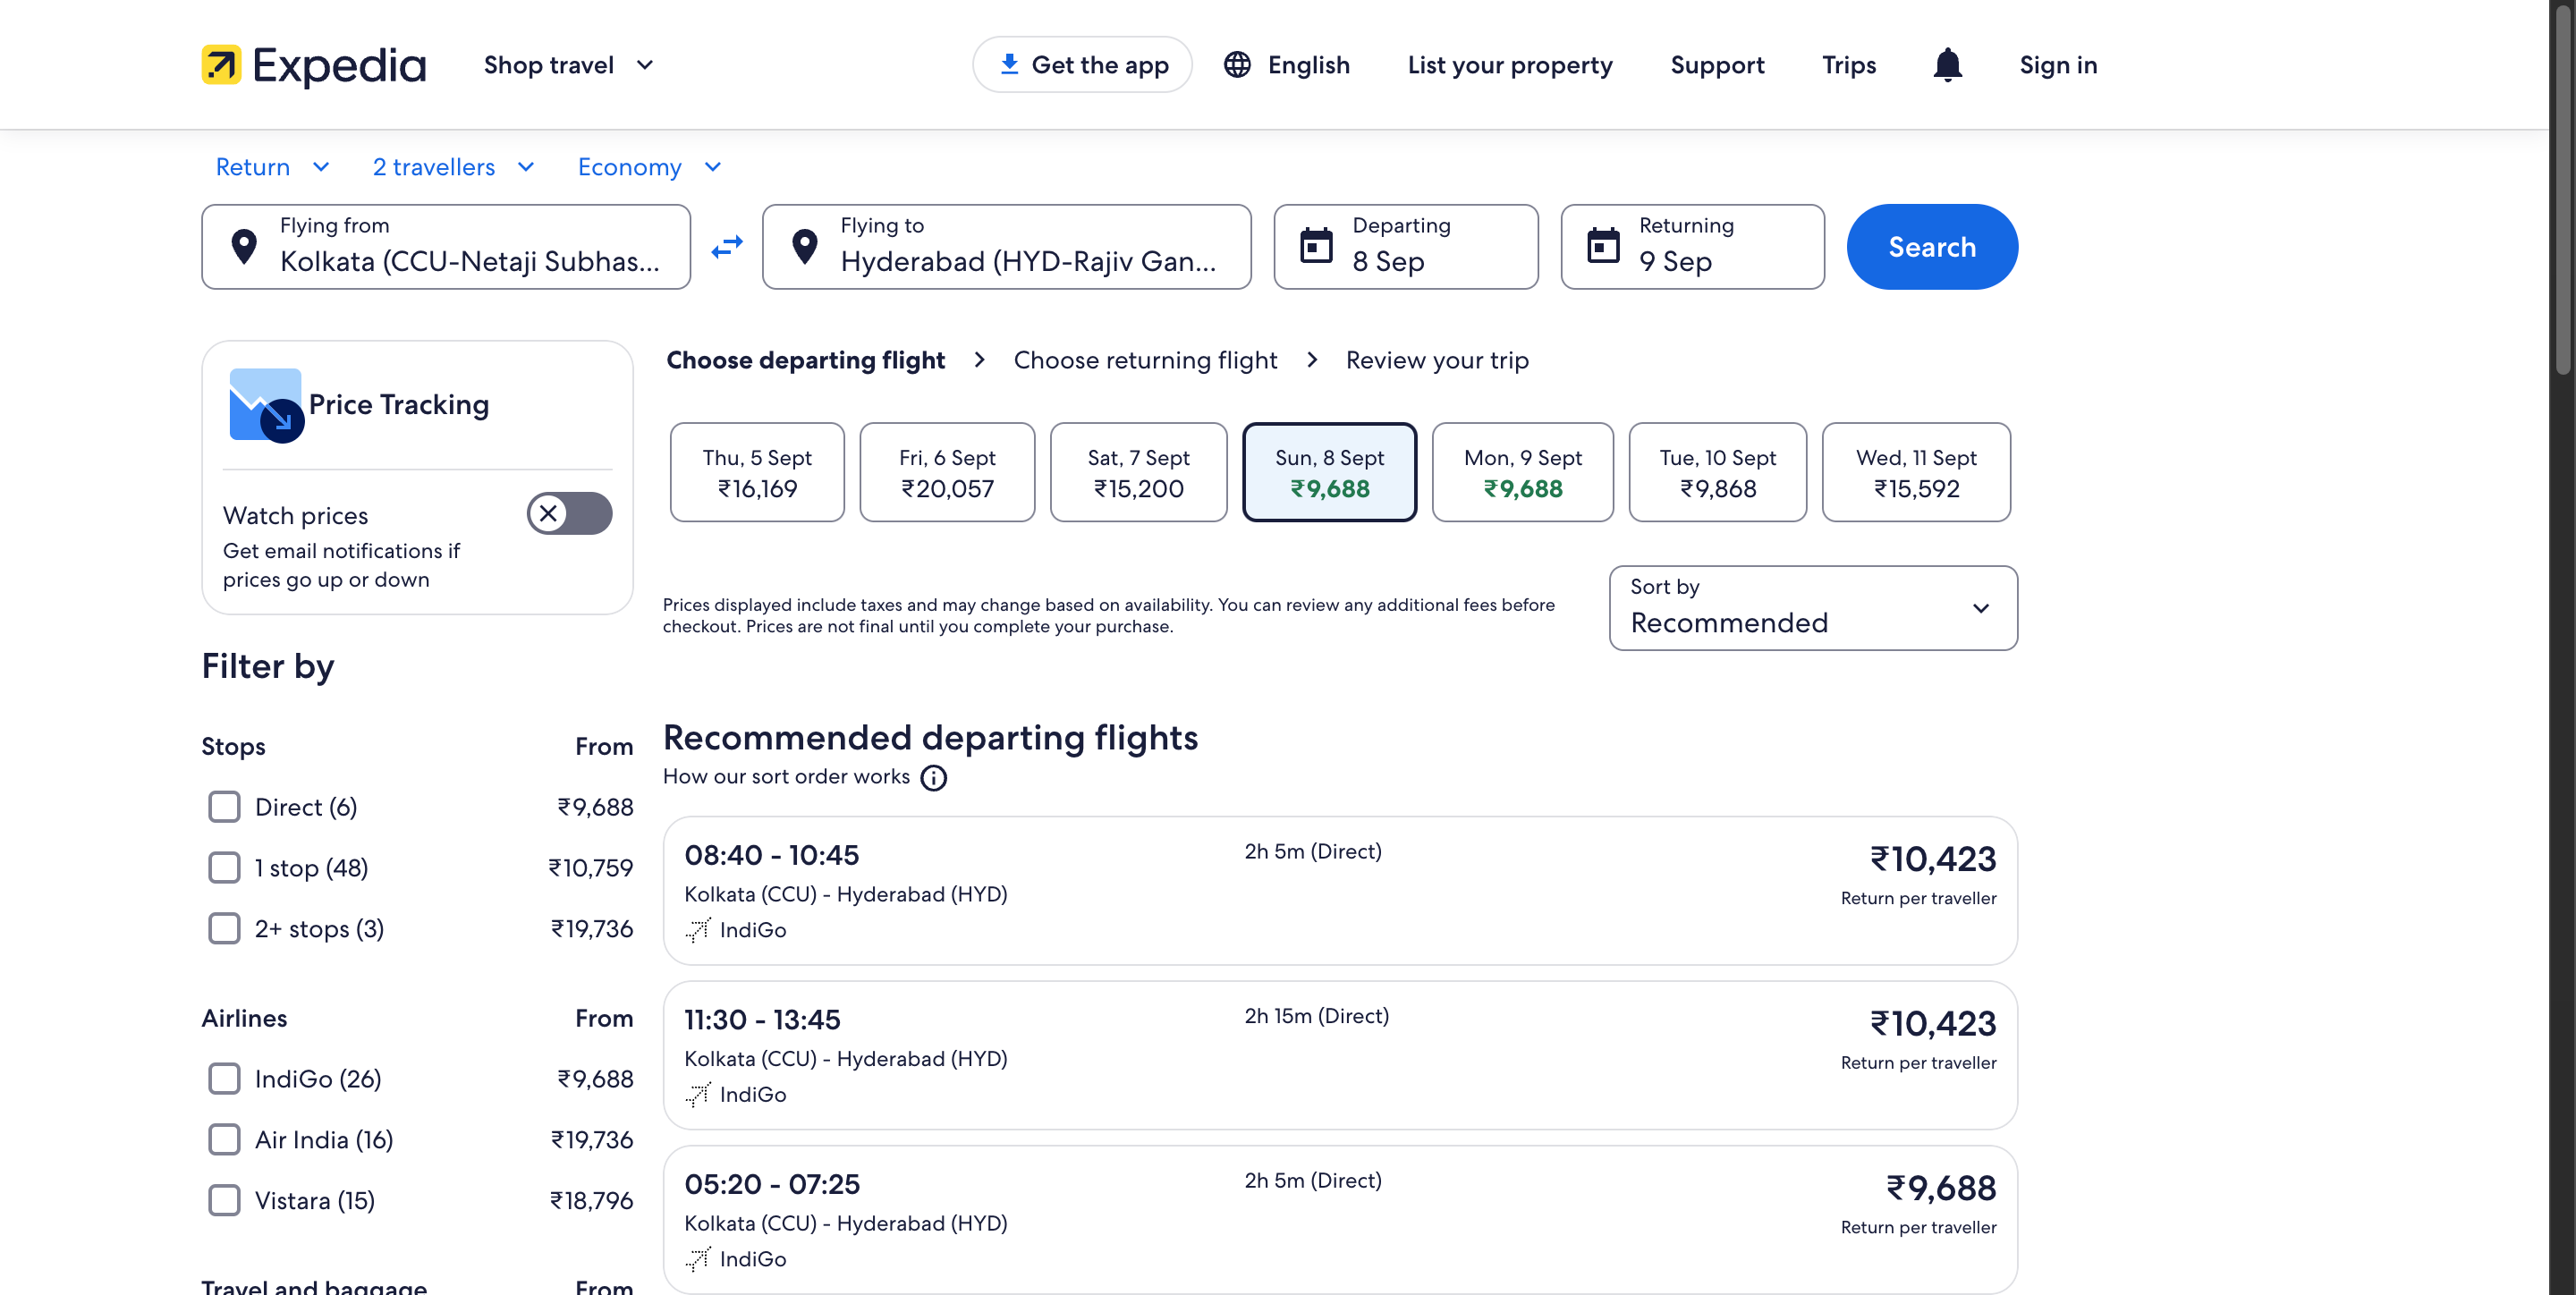 Expedia
Shop travel
Get the app
English
List your property
Support
Trips
Sign in
Return
2 travellers
Economy
Flying from
Kolkata (CCU-Netaji Subhas...
Flying to
Hyderabad (HYD-Rajiv Gan...
Departing
8 Sep
Returning
9 Sep
Search
Price Tracking
Watch prices
Get email notifications if
prices go up or down
Choose departing flight
Choose returning flight
Review your trip
Thu, 5 Sept
₹16,169
Fri, 6 Sept
₹20,057
Sat, 7 Sept
₹15,200
Sun, 8 Sept
₹9,688
Mon, 9 Sept
₹9,688
Tue, 10 Sept
₹9,868
Wed, 11 Sept
₹15,592
Prices displayed include taxes and may change based on availability. You can review any additional fees before
checkout. Prices are not final until you complete your purchase.
Sort by
Recommended
Filter by
Stops From
Direct (6) ₹9,688
1 stop (48) ₹10,759
2+ stops (3) ₹19,736
Airlines From
IndiGo (26) ₹9,688
Air India (16) ₹19,736
Vistara (15) ₹18,796
Travel and baggage From
Recommended departing flights
How our sort order works
08:40 - 10:45
2h 5m (Direct)
₹10,423
Kolkata (CCU) - Hyderabad (HYD)
Return per traveller
IndiGo
11:30 - 13:45
2h 15m (Direct)
₹10,423
Kolkata (CCU) - Hyderabad (HYD)
Return per traveller
IndiGo
05:20 - 07:25
2h 5m (Direct)
₹9,688
Kolkata (CCU) - Hyderabad (HYD)
Return per traveller
IndiGo